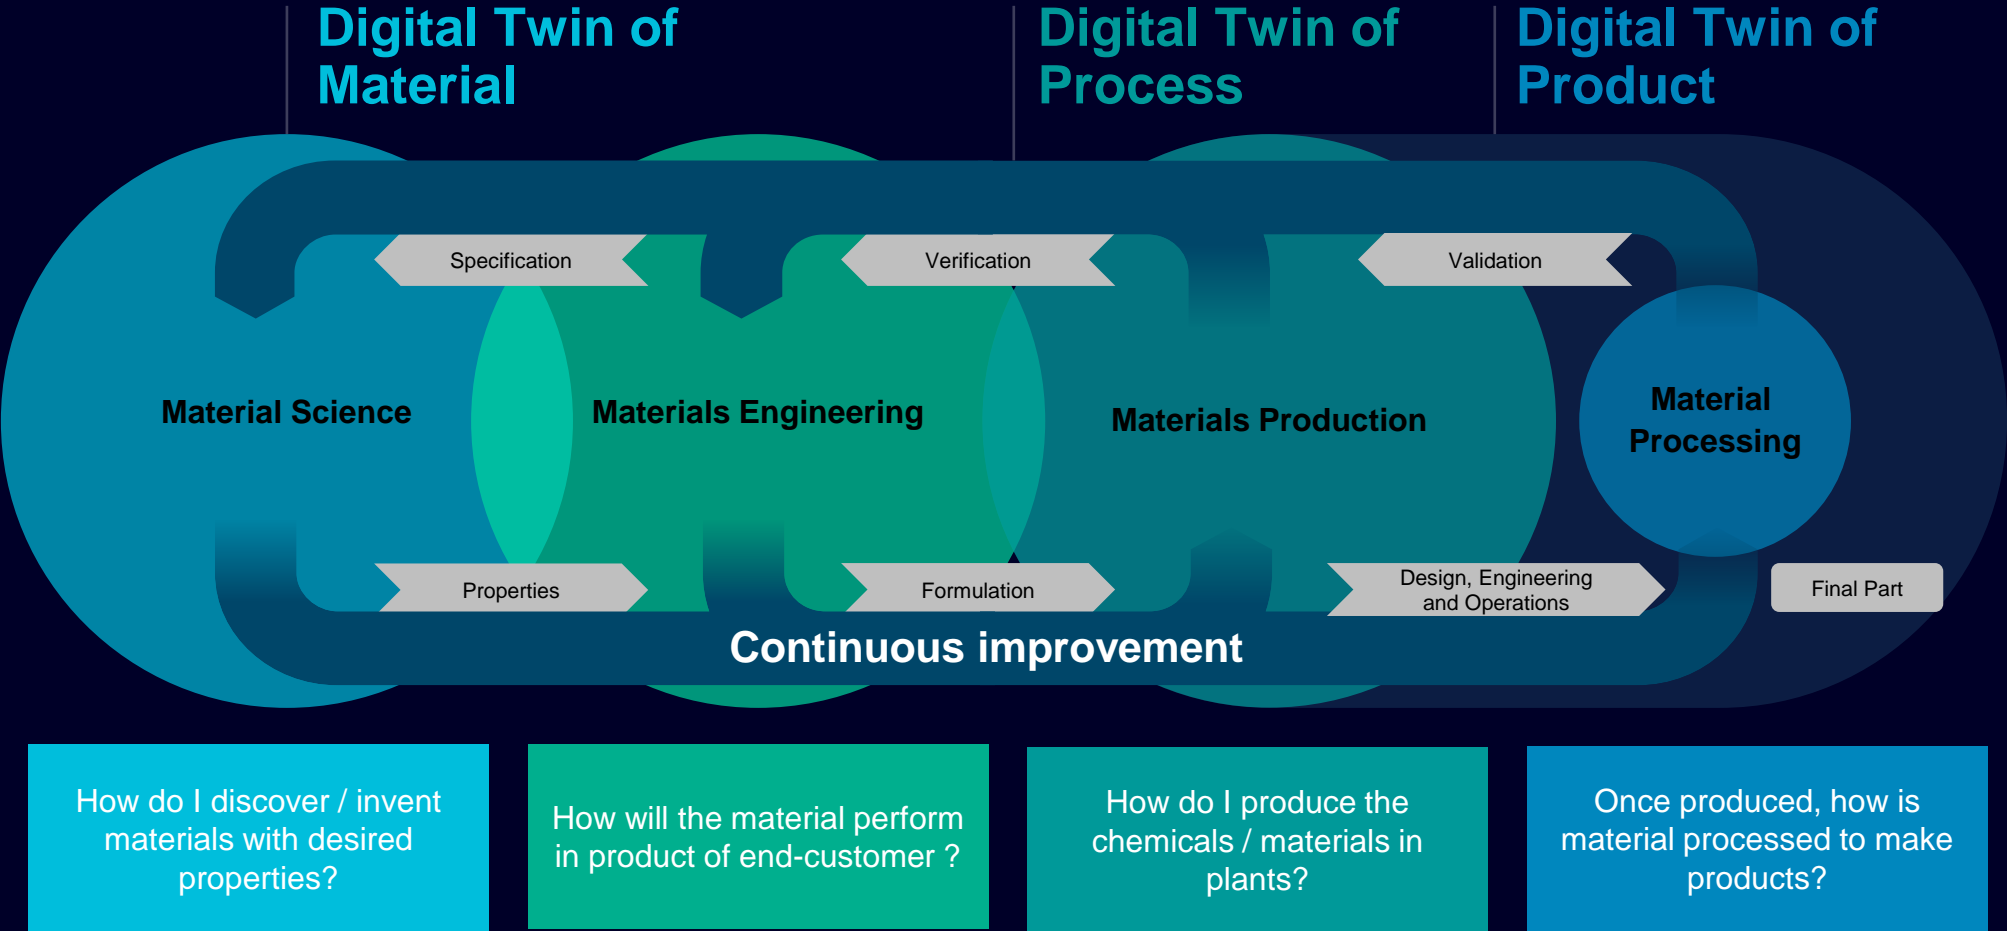 Digital Twin of
Material
Digital Twin of
Process
Digital Twin of
Product
Specification
Verification
Validation
Material Science
Materials Engineering
Materials Production
Material
Processing
Properties
Formulation
Design, Engineering
and Operations
Final Part
Continuous improvement
How do I discover / invent
materials with desired
properties?
How will the material perform
in product of end-customer ?
How do I produce the
chemicals / materials in
plants?
Once produced, how is
material processed to make
products?